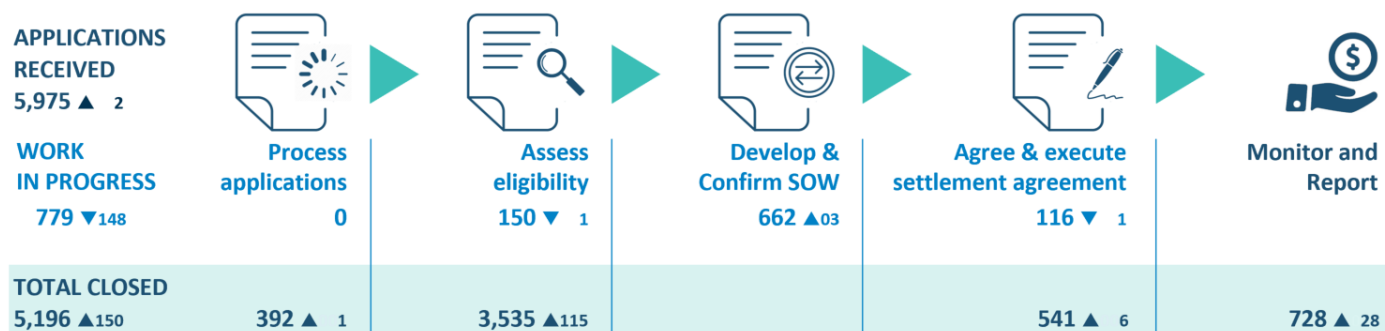 APPLICATIONS
RECEIVED
5,975 ▲ 2
$
WORK
IN PROGRESS
779 ▼148
Process
applications
0
Assess
eligibility
150 ▼ 1
Develop &
Confirm SOW
662 ▲03
Agree & execute
settlement agreement
116 ▼ 1
Monitor and
Report
TOTAL CLOSED
5,196 ▲150
392 ▲ 1
3,535 ▲115
541 ▲ 6
728 ▲ 28